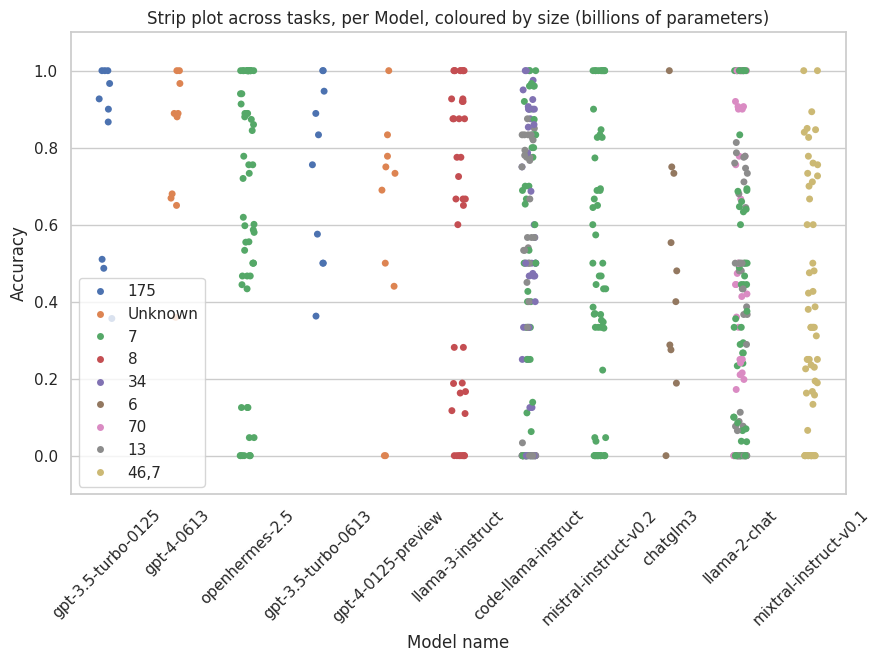 Strip plot across tasks, per Model, coloured by size (billions of parameters)
Accuracy
1.0
0.8
0.6
0.4
0.2
0.0
175
Unknown
7
8
34
6
70
13
46,7
gpt-3.5-turbo-0125
gpt-4-0613
openhermes-2.5
gpt-3.5-turbo-0613
gpt-4-0125-preview
llama-3-instruct
code-llama-instruct
mistral-instruct-v0.2
chatglm3
llama-2-chat
mixtral-instruct-v0.1
Model name